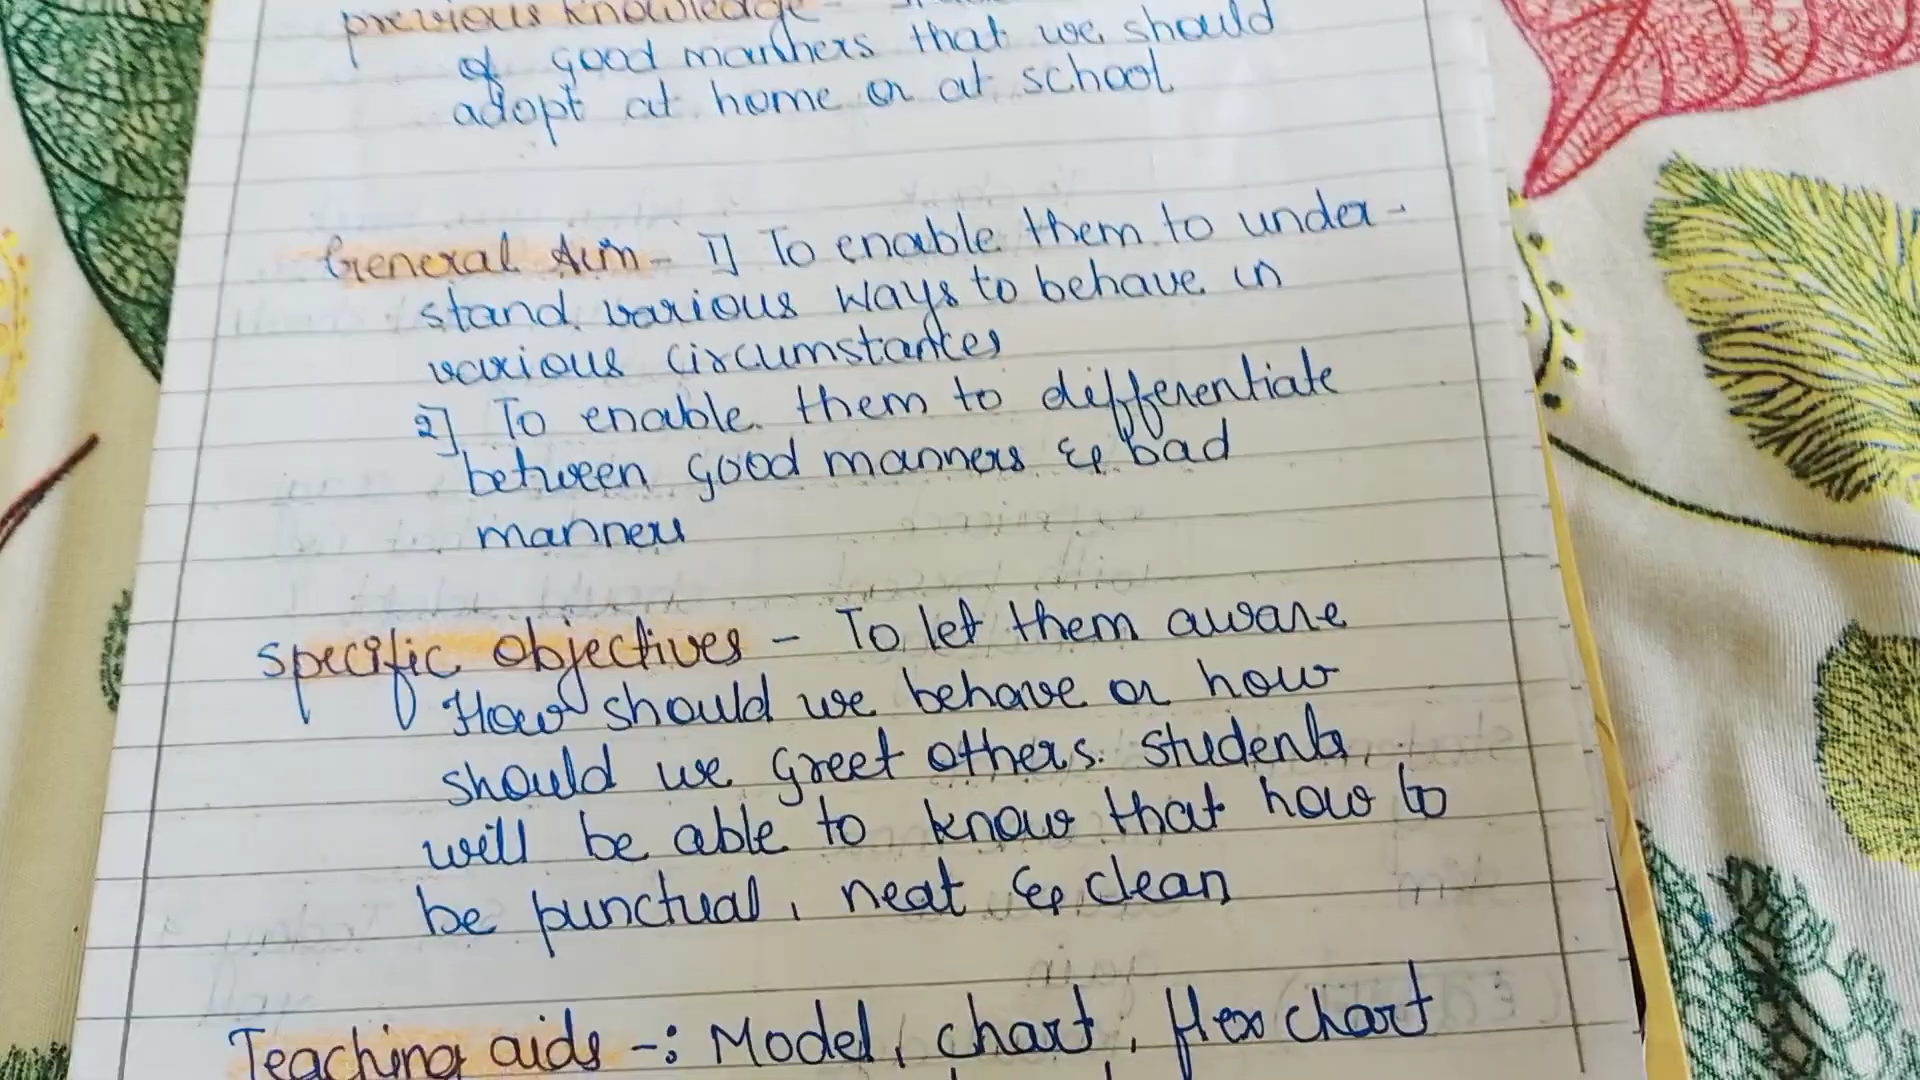 previous knowledge -
of good manners that we should
adopt at home or at school
General Aim - 1] To enable them to under-
stand various ways to behave in
various circumstances
2] To enable them to differentiate
between good manners & bad
manners
Specific objectives - To let them aware
How should we behave or how
should we greet others. Students
will be able to know that how to
be punctual, neat & clean
Teaching aids -: Model, chart, flex chart